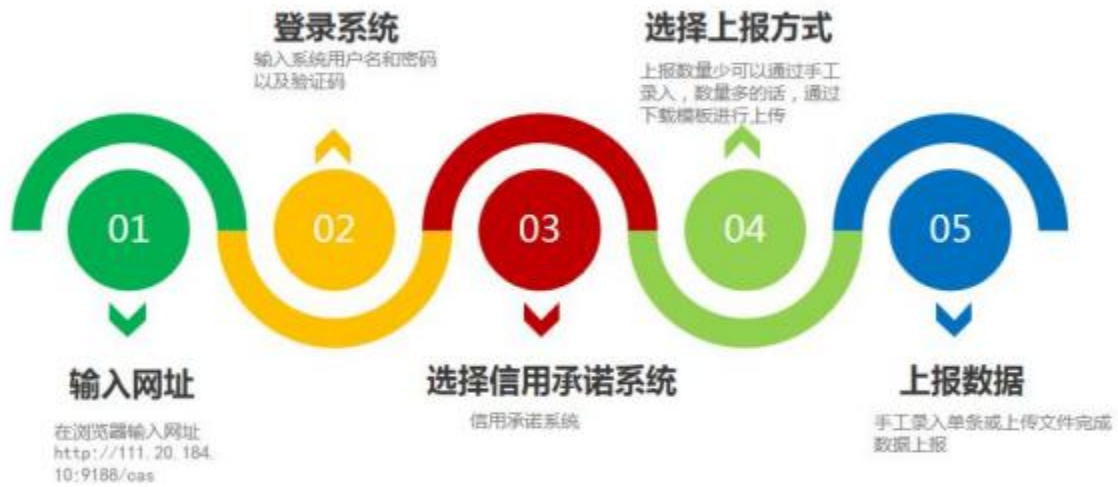 01
输入网址
在浏览器输入网址
http://111.20.184.
10:9188/cas
02
登录系统
输入系统用户名和密码
以及验证码
03
选择信用承诺系统
信用承诺系统
04
选择上报方式
上报数量少可以通过手工
录入，数量多的话，通过
下载模板进行上传
05
上报数据
手工录入单条或上传文件完成
数据上报